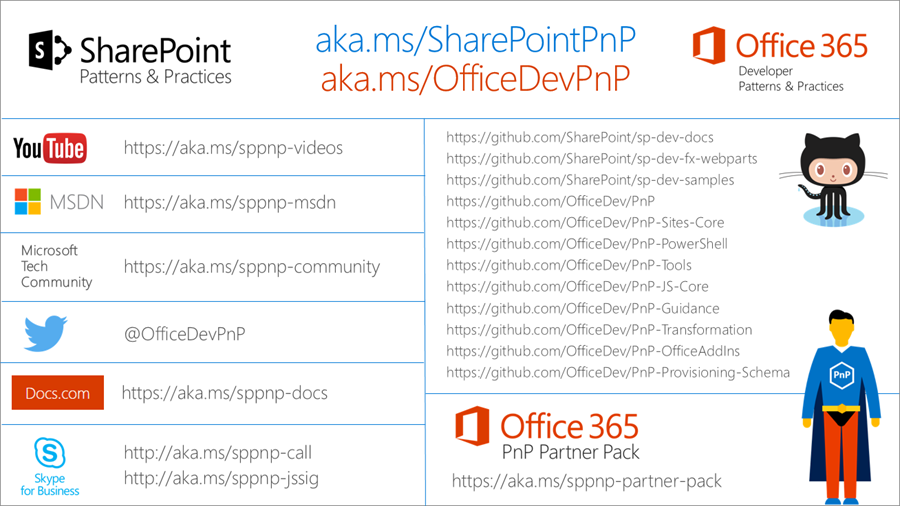 SharePoint
Patterns & Practices
aka.ms/SharePointPnP
aka.ms/OfficeDevPnP
Office 365
Developer
Patterns & Practices
YouTube
https://aka.ms/sppnp-videos
MSDN
https://aka.ms/sppnp-msdn
Microsoft
Tech
Community
https://aka.ms/sppnp-community
@OfficeDevPnP
Docs.com
https://aka.ms/sppnp-docs
Skype
for Business
http://aka.ms/sppnp-call
http://aka.ms/sppnp-jssig
https://github.com/SharePoint/sp-dev-docs
https://github.com/SharePoint/sp-dev-fx-webparts
https://github.com/SharePoint/sp-dev-samples
https://github.com/OfficeDev/PnP
https://github.com/OfficeDev/PnP-Sites-Core
https://github.com/OfficeDev/PnP-PowerShell
https://github.com/OfficeDev/PnP-Tools
https://github.com/OfficeDev/PnP-JS-Core
https://github.com/OfficeDev/PnP-Guidance
https://github.com/OfficeDev/PnP-Transformation
https://github.com/OfficeDev/PnP-OfficeAddIns
https://github.com/OfficeDev/PnP-Provisioning-Schema
Office 365
PnP Partner Pack
https://aka.ms/sppnp-partner-pack
PnP